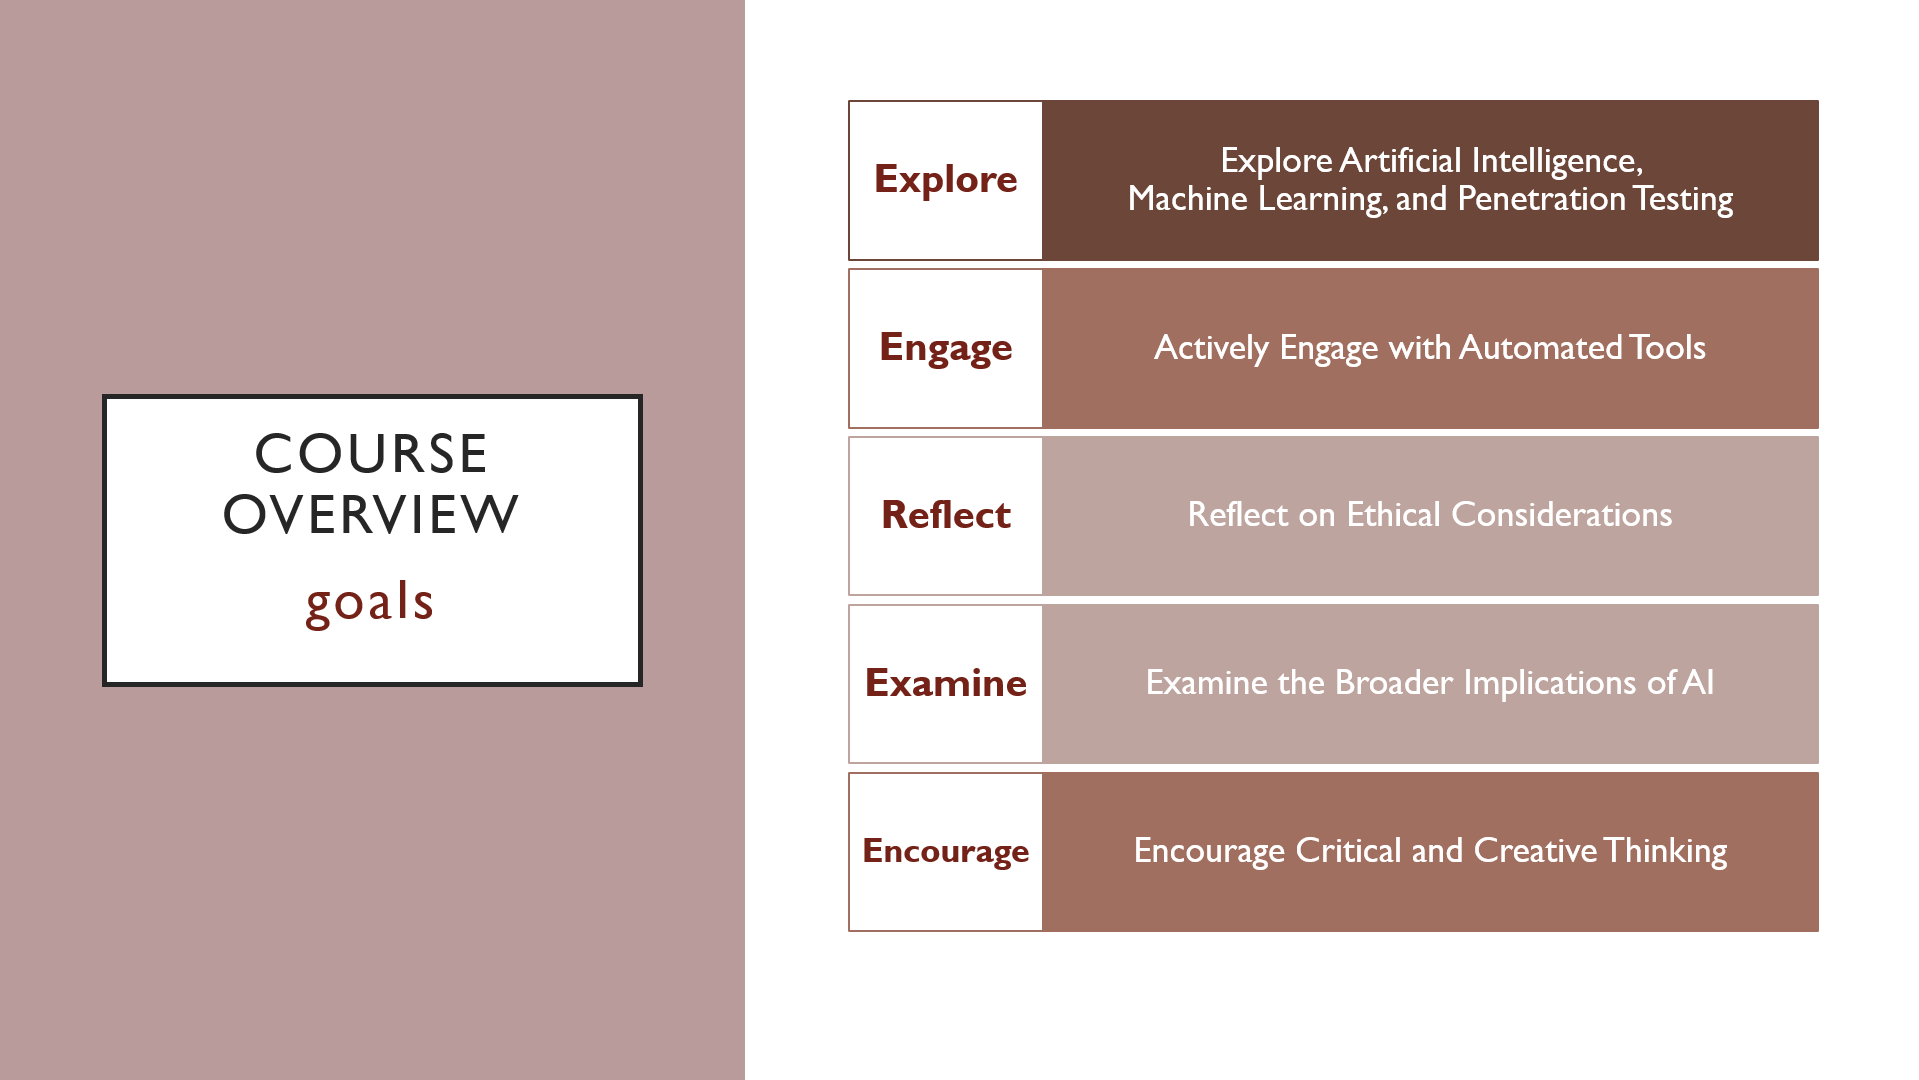 COURSE
OVERVIEW
goals
Explore
Explore Artificial Intelligence,
Machine Learning, and Penetration Testing
Engage
Actively Engage with Automated Tools
Reflect
Reflect on Ethical Considerations
Examine
Examine the Broader Implications of AI
Encourage
Encourage Critical and Creative Thinking